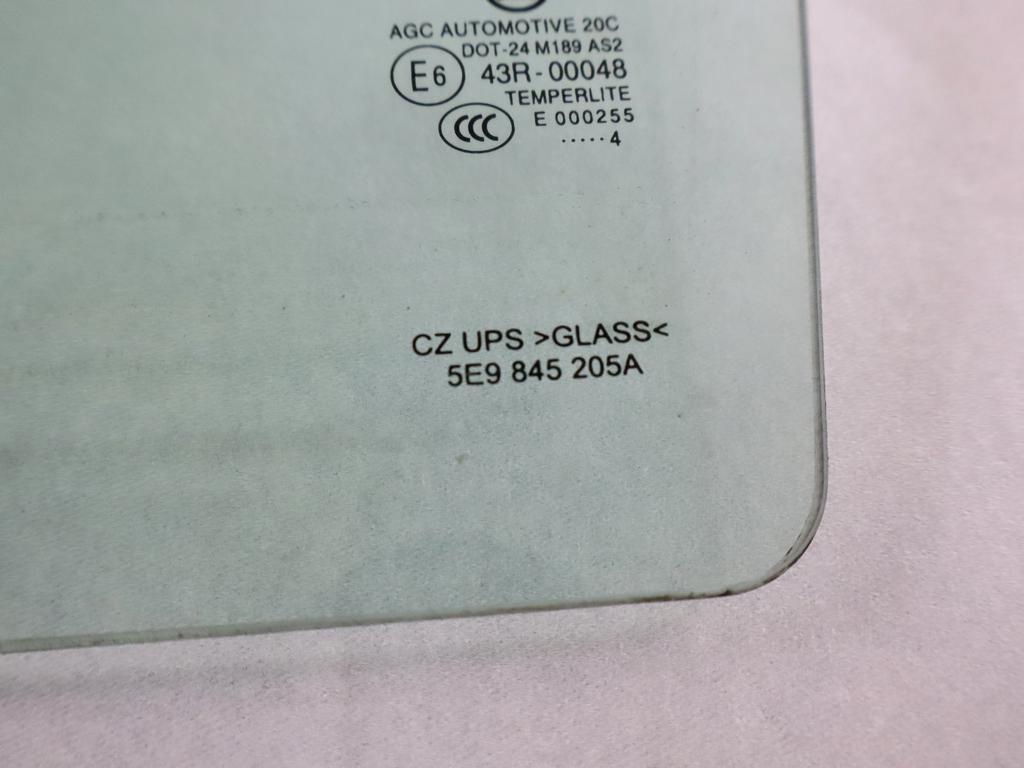 AGC AUTOMOTIVE 20C
DOT-24 M189 AS2
E6 43R-00048
TEMPERLITE
CCC E 000255
.....4
CZ UPS >GLASS<
5E9 845 205A